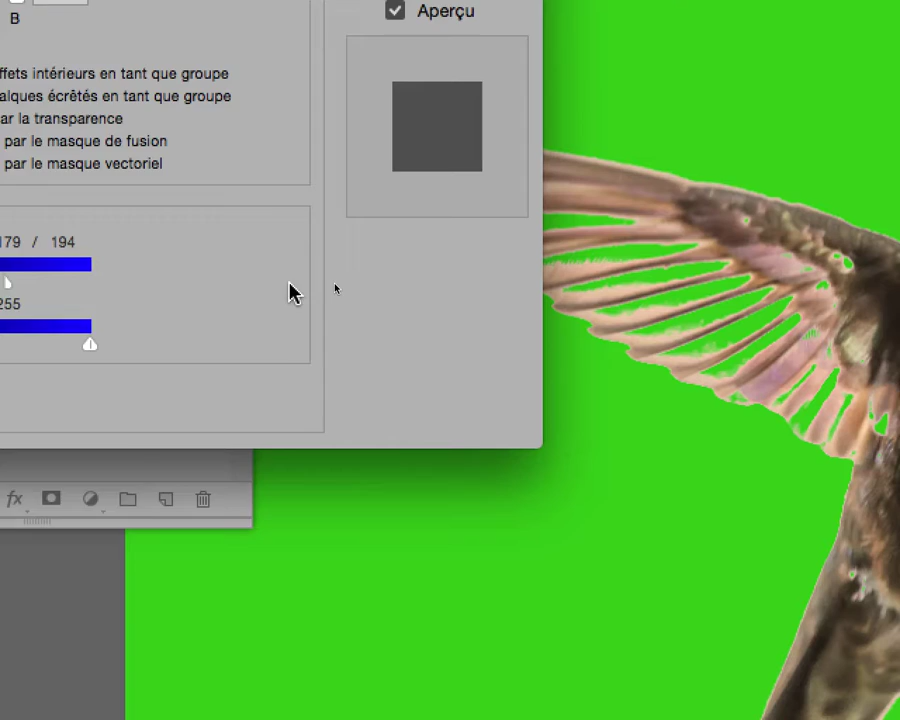 Aperçu
B
ffets intérieurs en tant que groupe
alques écrêtés en tant que groupe
ar la transparence
par le masque de fusion
par le masque vectoriel
179 / 194
255
fx